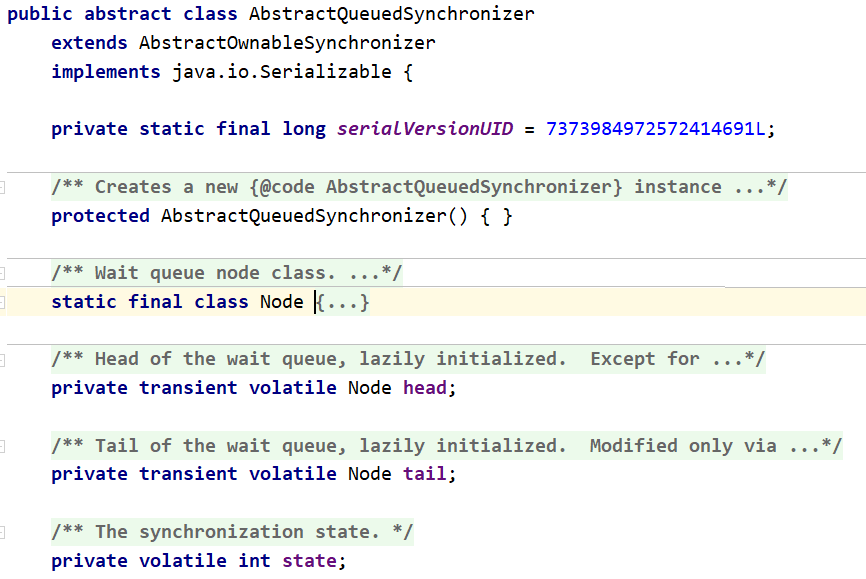 public abstract class AbstractQueuedSynchronizer
    extends AbstractOwnableSynchronizer
    implements java.io.Serializable {
    private static final long serialVersionUID = 7373984972572414691L;
    /** Creates a new {@code AbstractQueuedSynchronizer} instance ...*/
    protected AbstractQueuedSynchronizer() { }
    /** Wait queue node class. ...*/
    static final class Node {...}
    /** Head of the wait queue, lazily initialized.  Except for ...*/
    private transient volatile Node head;
    /** Tail of the wait queue, lazily initialized.  Modified only via ...*/
    private transient volatile Node tail;
    /** The synchronization state. */
    private volatile int state;